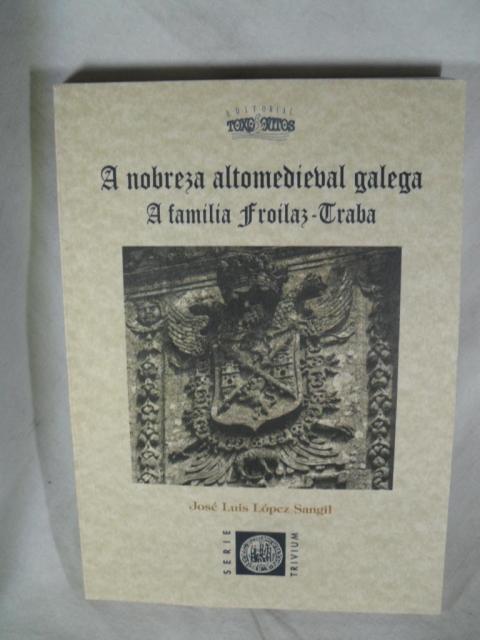 EDITORIAL
TOXOSOUTOS
A nobreza altomedieval galega
A familia Froilaz-Traba
José Luis López Sangil
SERIE
TRIVIUM